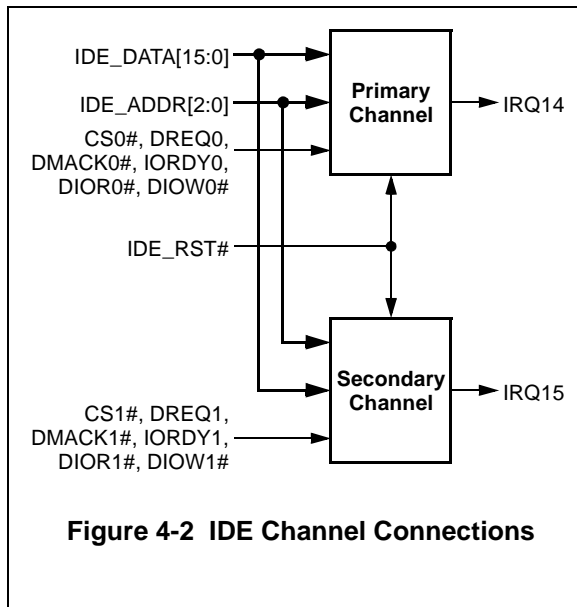 IDE_DATA[15:0]
IDE_ADDR[2:0]
CS0#, DREQ0,
DMACK0#, IORDY0,
DIOR0#, DIOW0#
Primary
Channel
IRQ14
IDE_RST#
Secondary
Channel
IRQ15
CS1#, DREQ1,
DMACK1#, IORDY1,
DIOR1#, DIOW1#
Figure 4-2 IDE Channel Connections